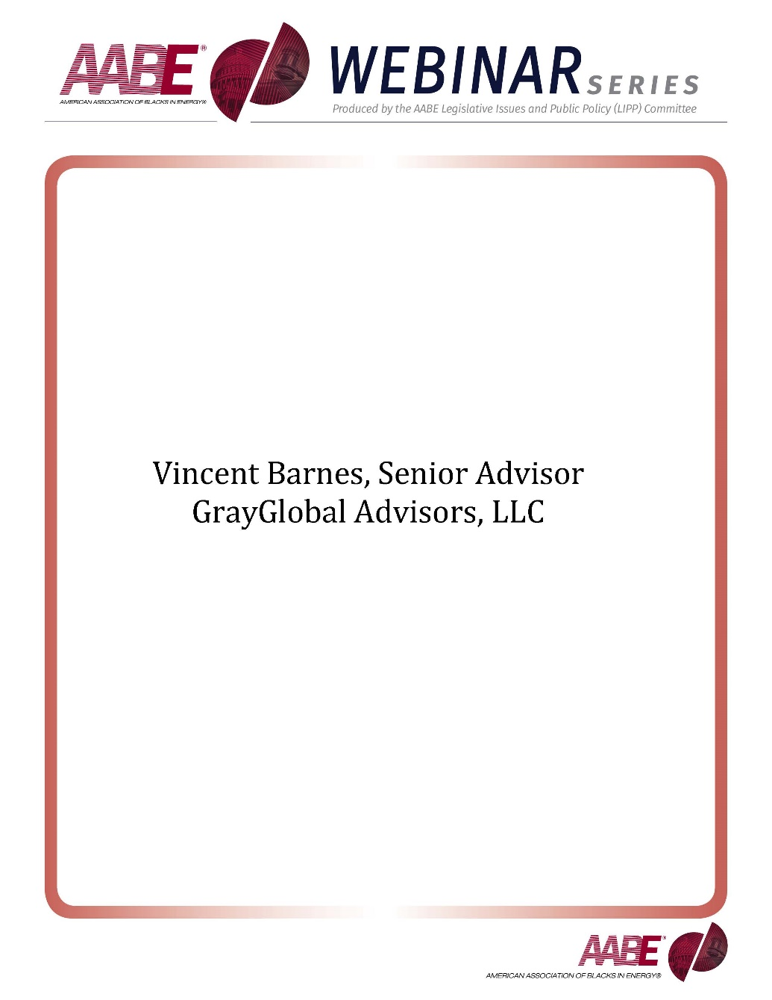 AABE®
AMERICAN ASSOCIATION OF BLACKS IN ENERGY®
WEBINAR SERIES
Produced by the AABE Legislative Issues and Public Policy (LIPP) Committee
Vincent Barnes, Senior Advisor
GrayGlobal Advisors, LLC
AABE®
AMERICAN ASSOCIATION OF BLACKS IN ENERGY®